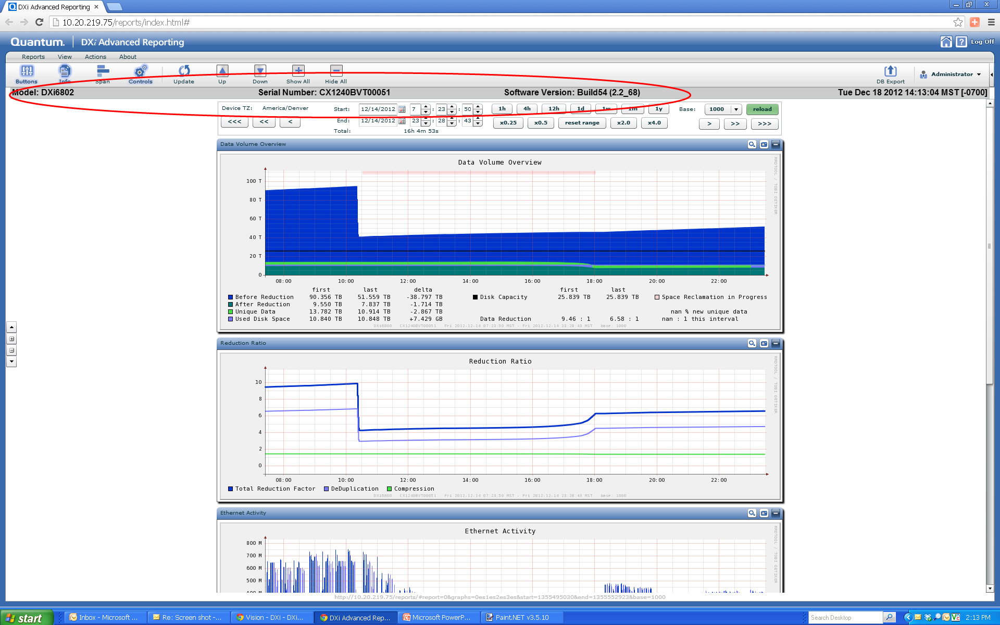 DXi Advanced Reporting
10.20.219.75/reports/index.html#
Quantum. DXi Advanced Reporting Log Off
Reports View Actions About
Buttons Info Span Controls Update Up Down Show All Hide All DB Export Administrator
Model: DXi6802 Serial Number: CX1240BVT00051 Software Version: Build54 (2.2_68) Tue Dec 18 2012 14:13:04 MST [-0700]
Device TZ: America/Denver Start: 12/14/2012 7 : 23 : 50 1h 4h 12h 1d 1w 1m 1y Base: 1000 reload
<<< << < End: 12/14/2012 23 : 28 : 43 x0.25 x0.5 reset range x2.0 x4.0 > >> >>>
Total: 16h 4m 53s
Data Volume Overview
Data Volume Overview
RRDTOOL / TOBI OETIKER
100 T
80 T
60 T
40 T
20 T
0
08:00 10:00 12:00 14:00 16:00 18:00 20:00 22:00
first last delta first last
Before Reduction 90.356 TB 51.559 TB -38.797 TB Disk Capacity 25.839 TB 25.839 TB Space Reclamation in Progress
After Reduction 9.550 TB 7.837 TB -1.714 TB
Unique Data 13.782 TB 10.914 TB -2.867 TB nan % new unique data
Used Disk Space 10.840 TB 10.848 TB +7.429 GB Data Reduction 9.46 : 1 6.58 : 1 nan : 1 this interval
DXi6800 CX1240BVT00051 Fri 2012-12-14 07:23:50 MST - Fri 2012-12-14 23:28:43 MST base: 1000
Reduction Ratio
Reduction Ratio
RRDTOOL / TOBI OETIKER
10
8
6
4
2
0
08:00 10:00 12:00 14:00 16:00 18:00 20:00 22:00
Total Reduction Factor DeDuplication Compression
DXi6800 CX1240BVT00051 Fri 2012-12-14 07:23:50 MST - Fri 2012-12-14 23:28:43 MST base: 1000
Ethernet Activity
Ethernet Activity
RRDTOOL / TOBI OETIKER
800 M
700 M
600 M
500 M
400 M
http://10.20.219.75/reports/#report=0&graphs=0es1es2es3es&start=1355495030&end=1355552923&base=1000
start Inbox - Microsoft ... Re: Screen shot -... Vision - DXi - DXi... DXi Advanced Rep... Microsoft PowerP... Paint.NET v3.5.10 Search Desktop V2 2:13 PM